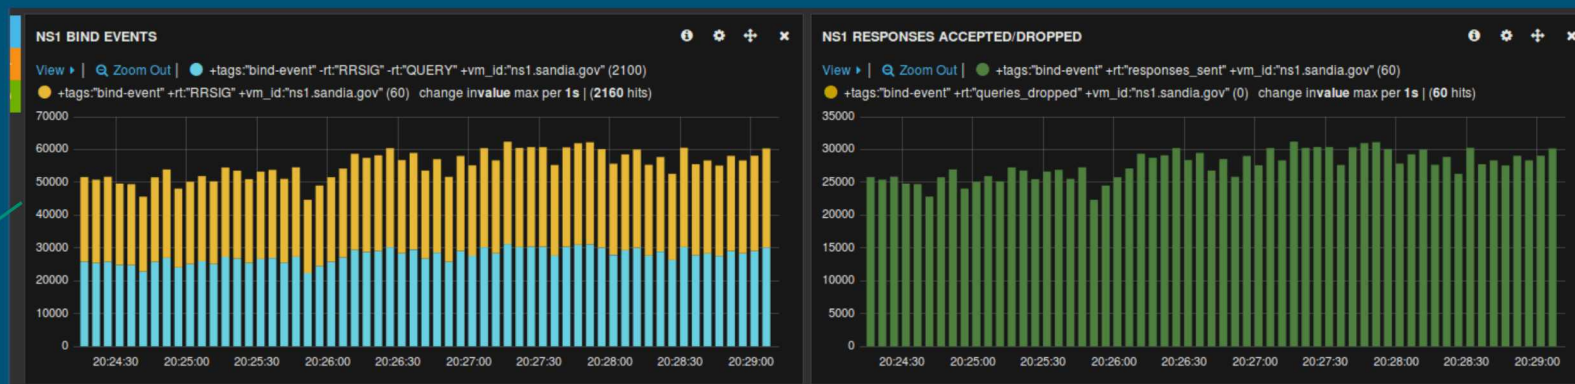 NS1 BIND EVENTS
View ▸ | Zoom Out | +tags:"bind-event" -rt:"RRSIG" -rt:"QUERY" +vm_id:"ns1.sandia.gov" (2100)
+tags:"bind-event" +rt:"RRSIG" +vm_id:"ns1.sandia.gov" (60) change invalue max per 1s | (2160 hits)
70000
60000
50000
40000
30000
20000
10000
0
20:24:30 20:25:00 20:25:30 20:26:00 20:26:30 20:27:00 20:27:30 20:28:00 20:28:30 20:29:00
NS1 RESPONSES ACCEPTED/DROPPED
View ▸ | Zoom Out | +tags:"bind-event" +rt:"responses_sent" +vm_id:"ns1.sandia.gov" (60)
+tags:"bind-event" +rt:"queries_dropped" +vm_id:"ns1.sandia.gov" (0) change invalue max per 1s | (60 hits)
35000
30000
25000
20000
15000
10000
5000
0
20:24:30 20:25:00 20:25:30 20:26:00 20:26:30 20:27:00 20:27:30 20:28:00 20:28:30 20:29:00